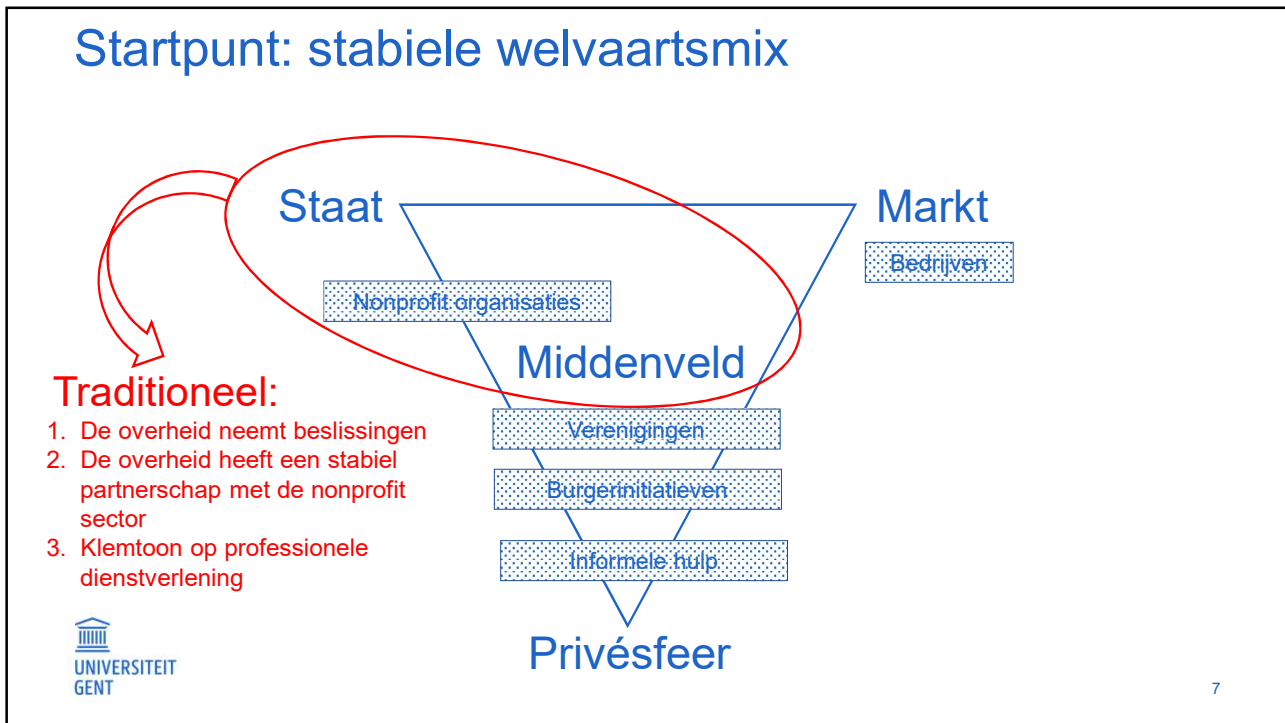 Startpunt: stabiele welvaartsmix
Staat
Markt
Bedrijven
Nonprofit organisaties
Middenveld
Traditioneel:
1. De overheid neemt beslissingen
2. De overheid heeft een stabiel
partnerschap met de nonprofit
sector
3. Klemtoon op professionele
dienstverlening
Verenigingen
Burgerinitiatieven
Informele hulp
Privésfeer
UNIVERSITEIT
GENT
7